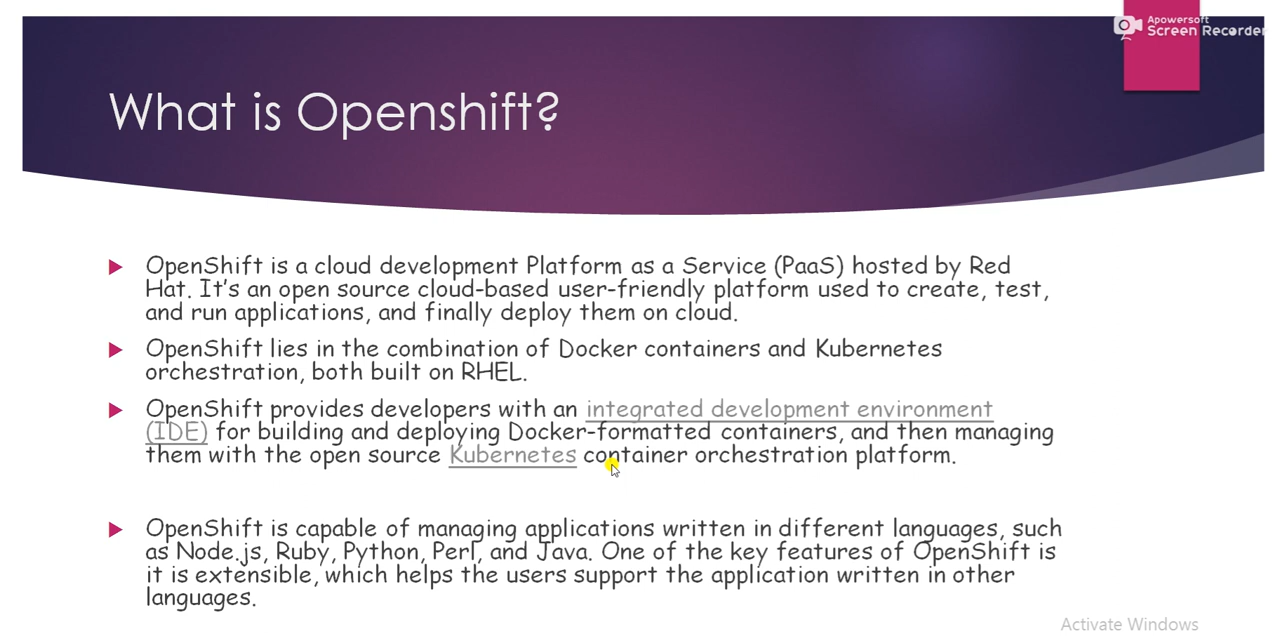 Apowersoft
Screen Recorder
What is Openshift?
OpenShift is a cloud development Platform as a Service (PaaS) hosted by Red
Hat. It's an open source cloud-based user-friendly platform used to create, test,
and run applications, and finally deploy them on cloud.
OpenShift lies in the combination of Docker containers and Kubernetes
orchestration, both built on RHEL.
OpenShift provides developers with an integrated development environment
(IDE) for building and deploying Docker-formatted containers, and then managing
them with the open source Kubernetes container orchestration platform.
OpenShift is capable of managing applications written in different languages, such
as Node.js, Ruby, Python, Perl, and Java. One of the key features of OpenShift is
it is extensible, which helps the users support the application written in other
languages.
Activate Windows